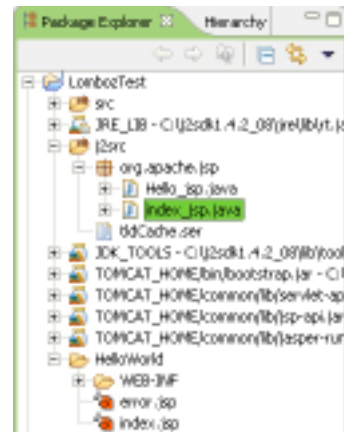 Package Explorer Hierarchy
LombozTest
src
JRE_LIB - C:\j2sdk1.4.2_08\jre\lib\rt.ja
j2src
org.apache.jsp
Hello_jsp.java
index_jsp.java
tldCache.ser
JDK_TOOLS - C:\j2sdk1.4.2_08\lib\tool
TOMCAT_HOME/bin/bootstrap.jar - C:\
TOMCAT_HOME/common/lib/servlet-ap
TOMCAT_HOME/common/lib/jsp-api.jar
TOMCAT_HOME/common/lib/jasper-run
HelloWorld
WEB-INF
error.jsp
index.jsp